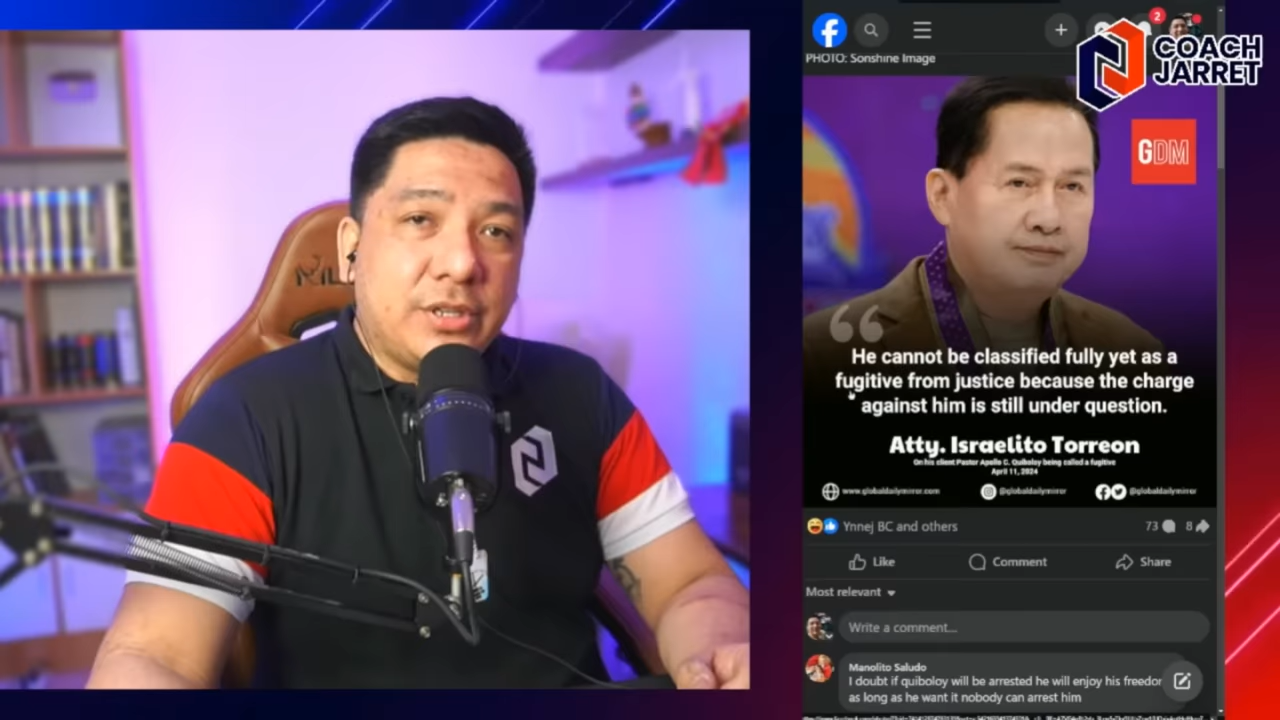 COACH
JARRET
2
PHOTO: Sonshine Image
GDM
He cannot be classified fully yet as a
fugitive from justice because the charge
against him is still under question.
Atty. Israelito Torreon
On his client Pastor Apollo C. Quiboloy being called a fugitive
April 11, 2024
www.globaldailymirror.com
@globaldailymirror
@globaldailymirror
Ynnej BC and others
73
8
Like
Comment
Share
Most relevant
Write a comment...
Manolito Saludo
I doubt if quiboloy will be arrested he will enjoy his freedor
as long as he want it nobody can arrest him